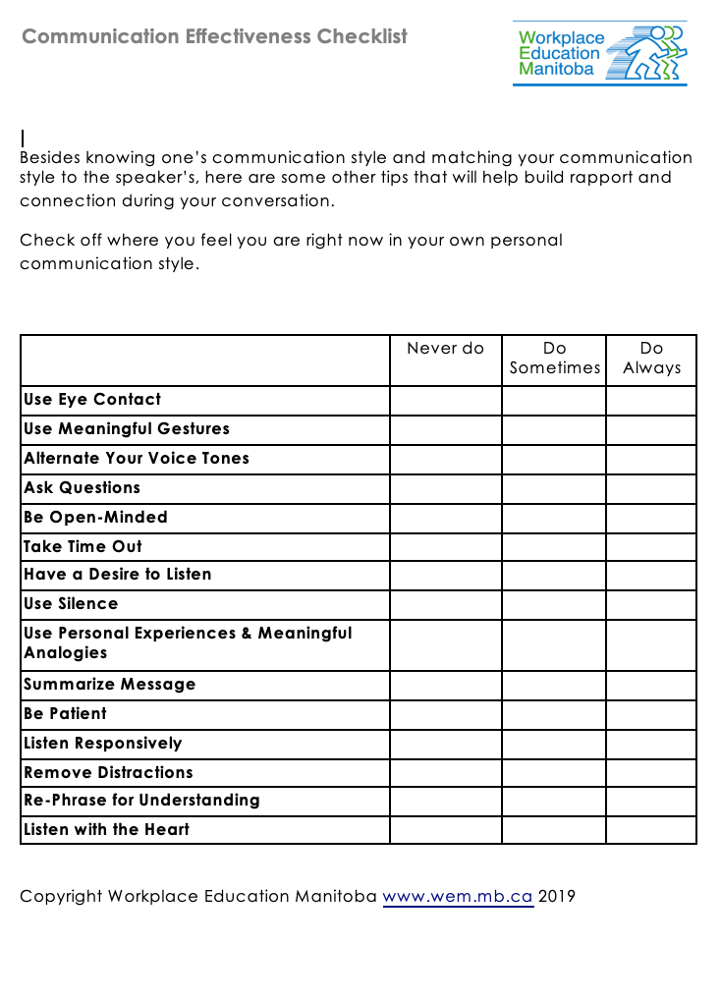 Communication Effectiveness Checklist
Workplace
Education
Manitoba
Besides knowing one's communication style and matching your communication
style to the speaker's, here are some other tips that will help build rapport and
connection during your conversation.
Check off where you feel you are right now in your own personal
communication style.
Never do
Do
Sometimes
Do
Always
Use Eye Contact
Use Meaningful Gestures
Alternate Your Voice Tones
Ask Questions
Be Open-Minded
Take Time Out
Have a Desire to Listen
Use Silence
Use Personal Experiences & Meaningful
Analogies
Summarize Message
Be Patient
Listen Responsively
Remove Distractions
Re-Phrase for Understanding
Listen with the Heart
Copyright Workplace Education Manitoba www.wem.mb.ca 2019